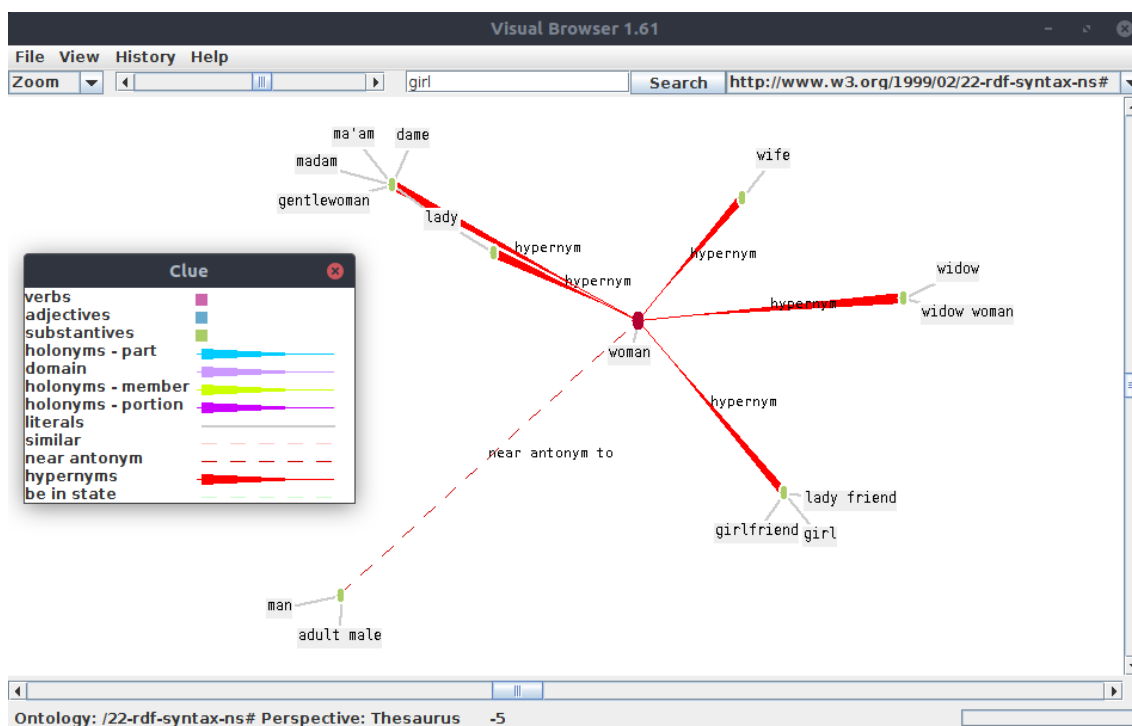 Visual Browser 1.61
File View History Help
Zoom girl Search http://www.w3.org/1999/02/22-rdf-syntax-ns#
ma'am dame
madam
gentlewoman
lady
hypernym
hypernym
wife
hypernym
widow
widow woman
hypernym
woman
hypernym
near antonym to
lady friend
girlfriend girl
man
adult male
Clue
verbs
adjectives
substantives
holonyms - part
domain
holonyms - member
holonyms - portion
literals
similar
near antonym
hypernyms
be in state
Ontology: /22-rdf-syntax-ns# Perspective: Thesaurus -5